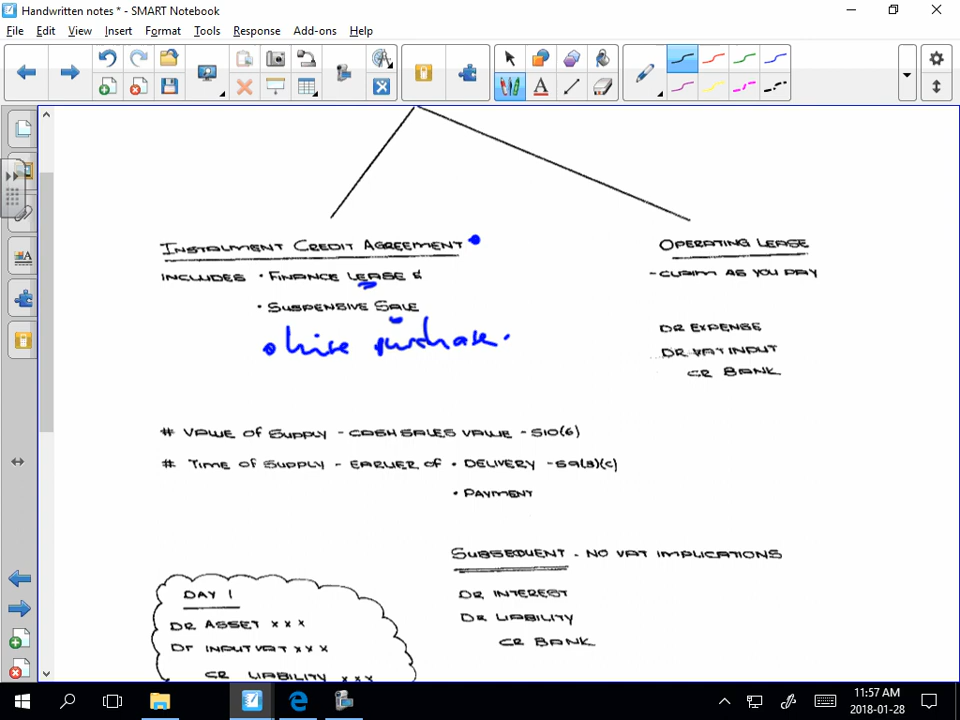 Handwritten notes * - SMART Notebook
File Edit View Insert Format Tools Response Add-ons Help
INSTALMENT CREDIT AGREEMENT
INCLUDES • FINANCE LEASE &
• SUSPENSIVE SALE
• hire purchase.
OPERATING LEASE
- CLAIM AS YOU PAY
DR EXPENSE
DR VAT INPUT
CR BANK
# VALUE OF SUPPLY - CASH SALES VALUE - S10(6)
# TIME OF SUPPLY - EARLIER OF • DELIVERY - S9(3)(C)
• PAYMENT
SUBSEQUENT - NO VAT IMPLICATIONS
DR INTEREST
DR LIABILITY
CR BANK
DAY 1
DR ASSET XXX
Dr INPUT VAT XXX
CR LIABILITY XXX
11:57 AM
2018-01-28